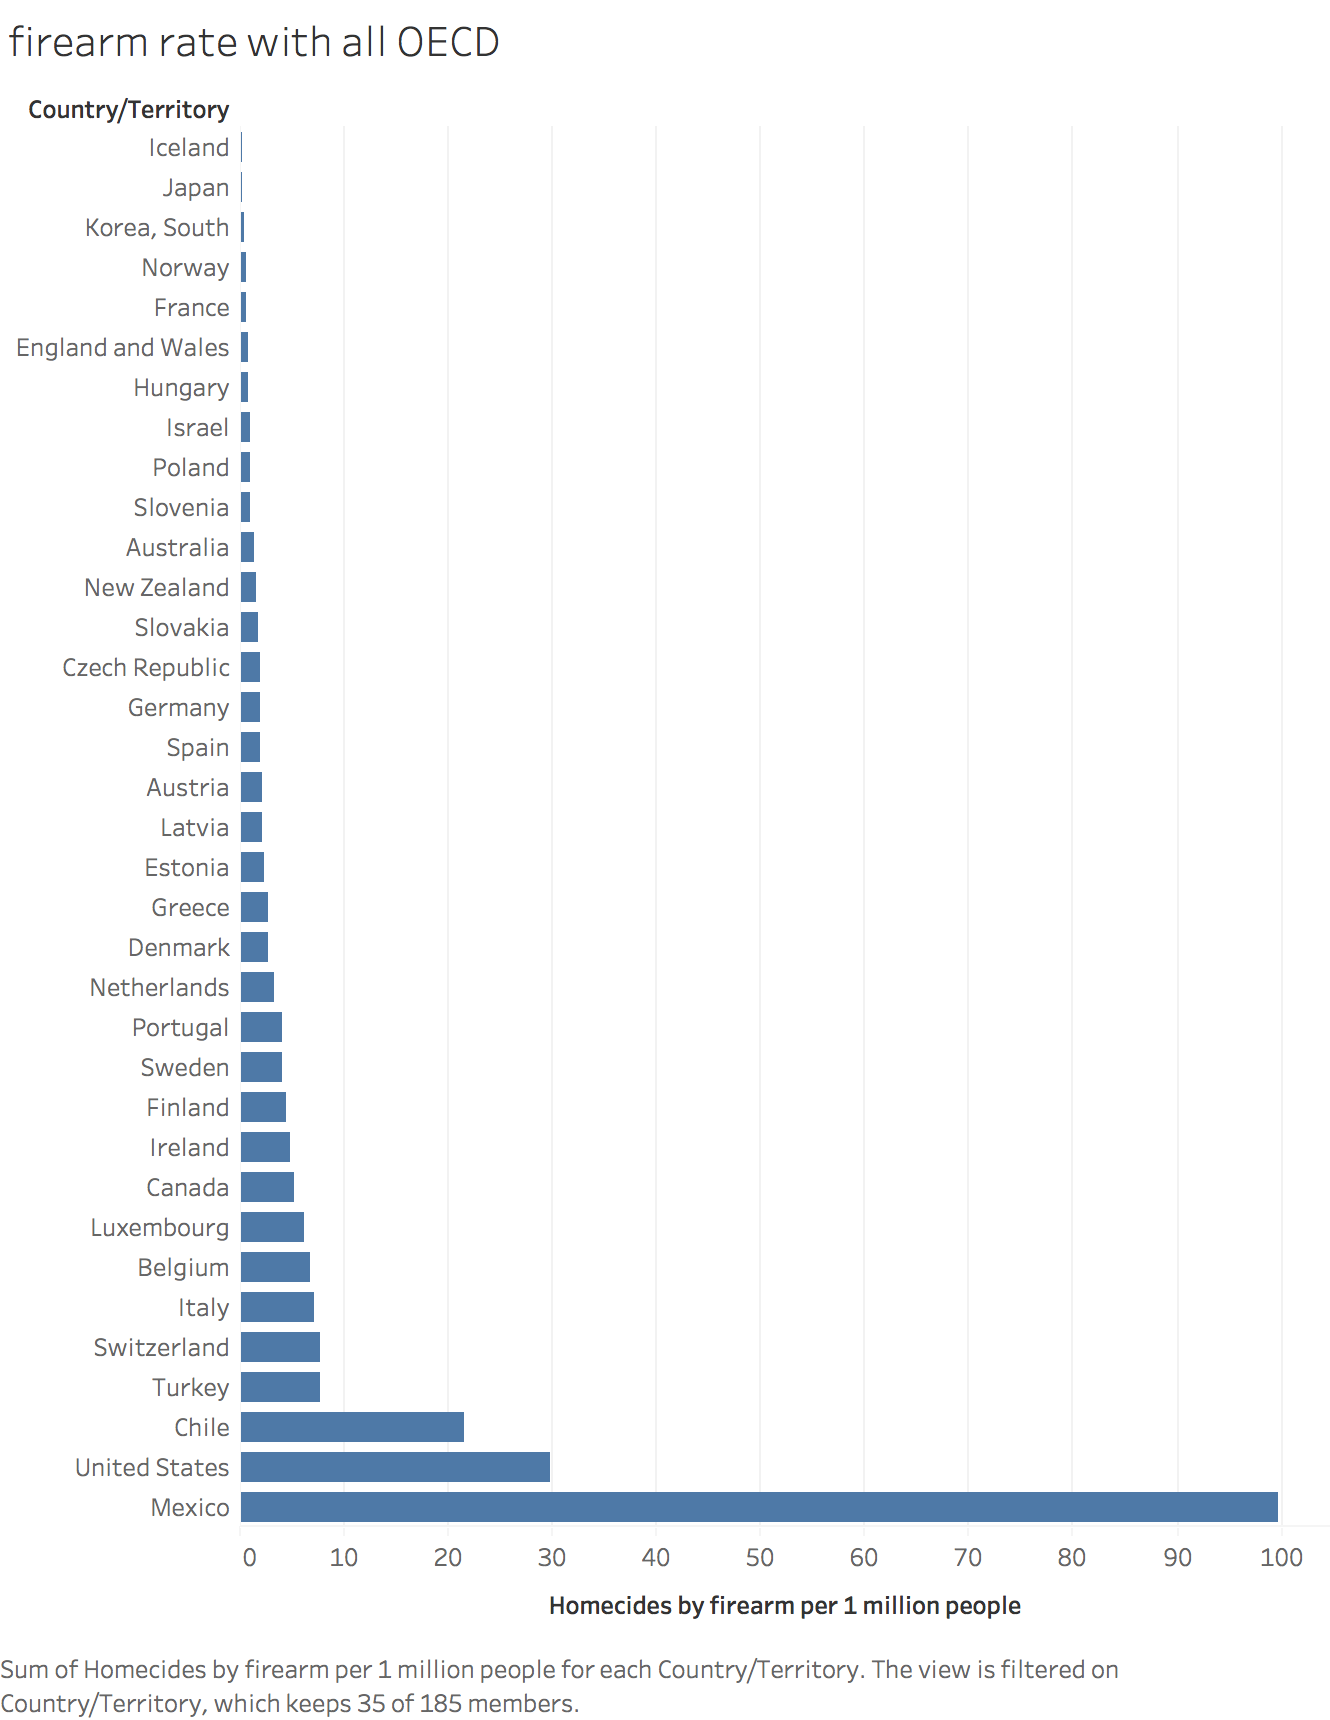 firearm rate with all OECD
Country/Territory
Iceland
Japan
Korea, South
Norway
France
England and Wales
Hungary
Israel
Poland
Slovenia
Australia
New Zealand
Slovakia
Czech Republic
Germany
Spain
Austria
Latvia
Estonia
Greece
Denmark
Netherlands
Portugal
Sweden
Finland
Ireland
Canada
Luxembourg
Belgium
Italy
Switzerland
Turkey
Chile
United States
Mexico
0 10 20 30 40 50 60 70 80 90 100
Homecides by firearm per 1 million people
Sum of Homecides by firearm per 1 million people for each Country/Territory. The view is filtered on
Country/Territory, which keeps 35 of 185 members.